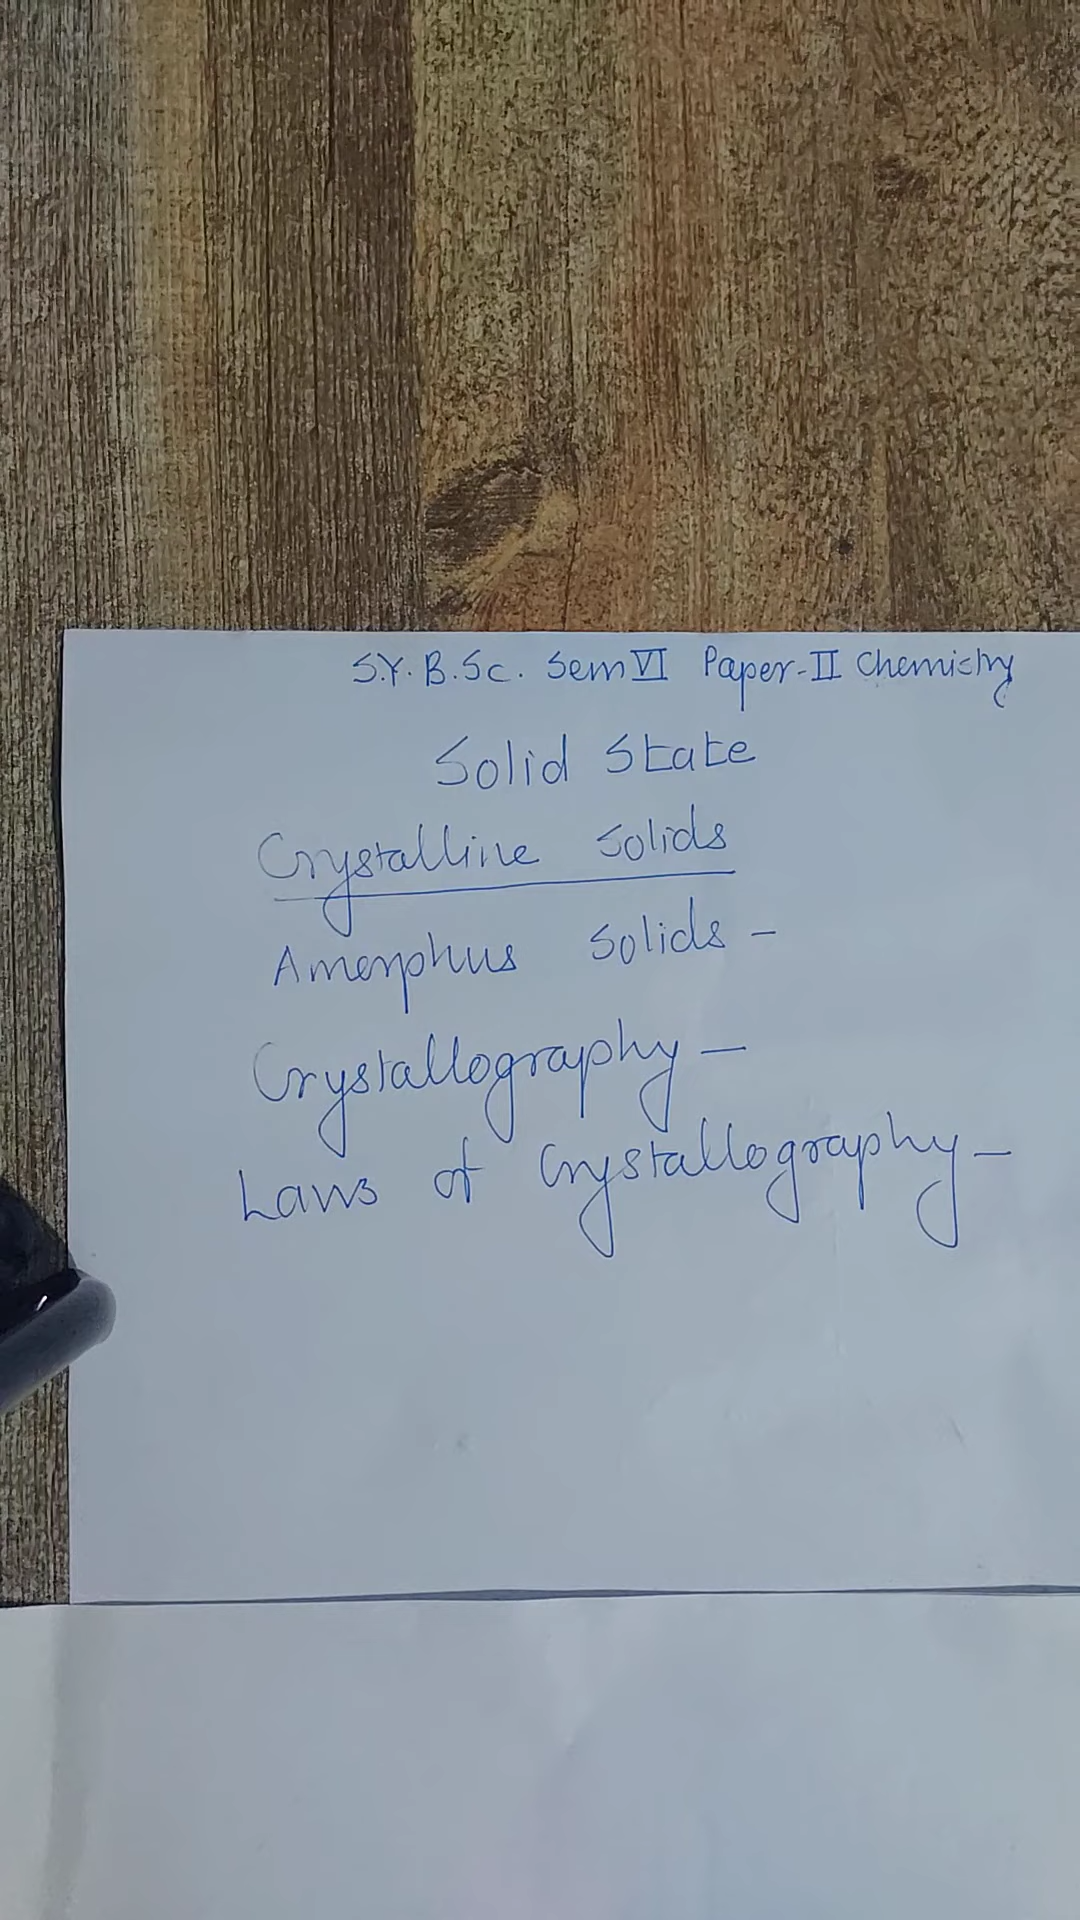 S.Y. B.Sc. Sem VI Paper-II Chemistry
Solid State
Crystalline Solids
Amorphus Solids -
Crystallography -
Laws of Crystallography -